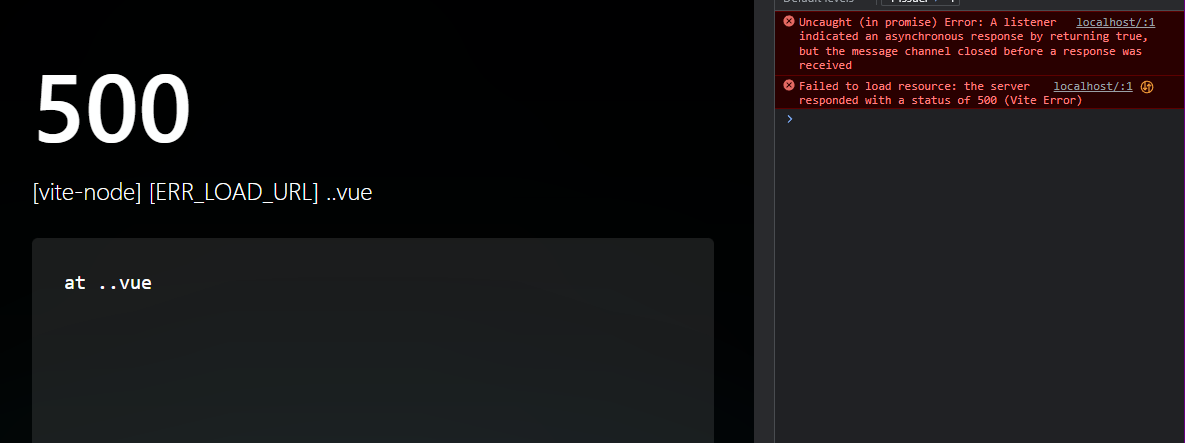 500
[vite-node] [ERR_LOAD_URL] ..vue
at ..vue
Default levels
Uncaught (in promise) Error: A listener localhost/:1
indicated an asynchronous response by returning true,
but the message channel closed before a response was
received
Failed to load resource: the server localhost/:1
responded with a status of 500 (Vite Error)